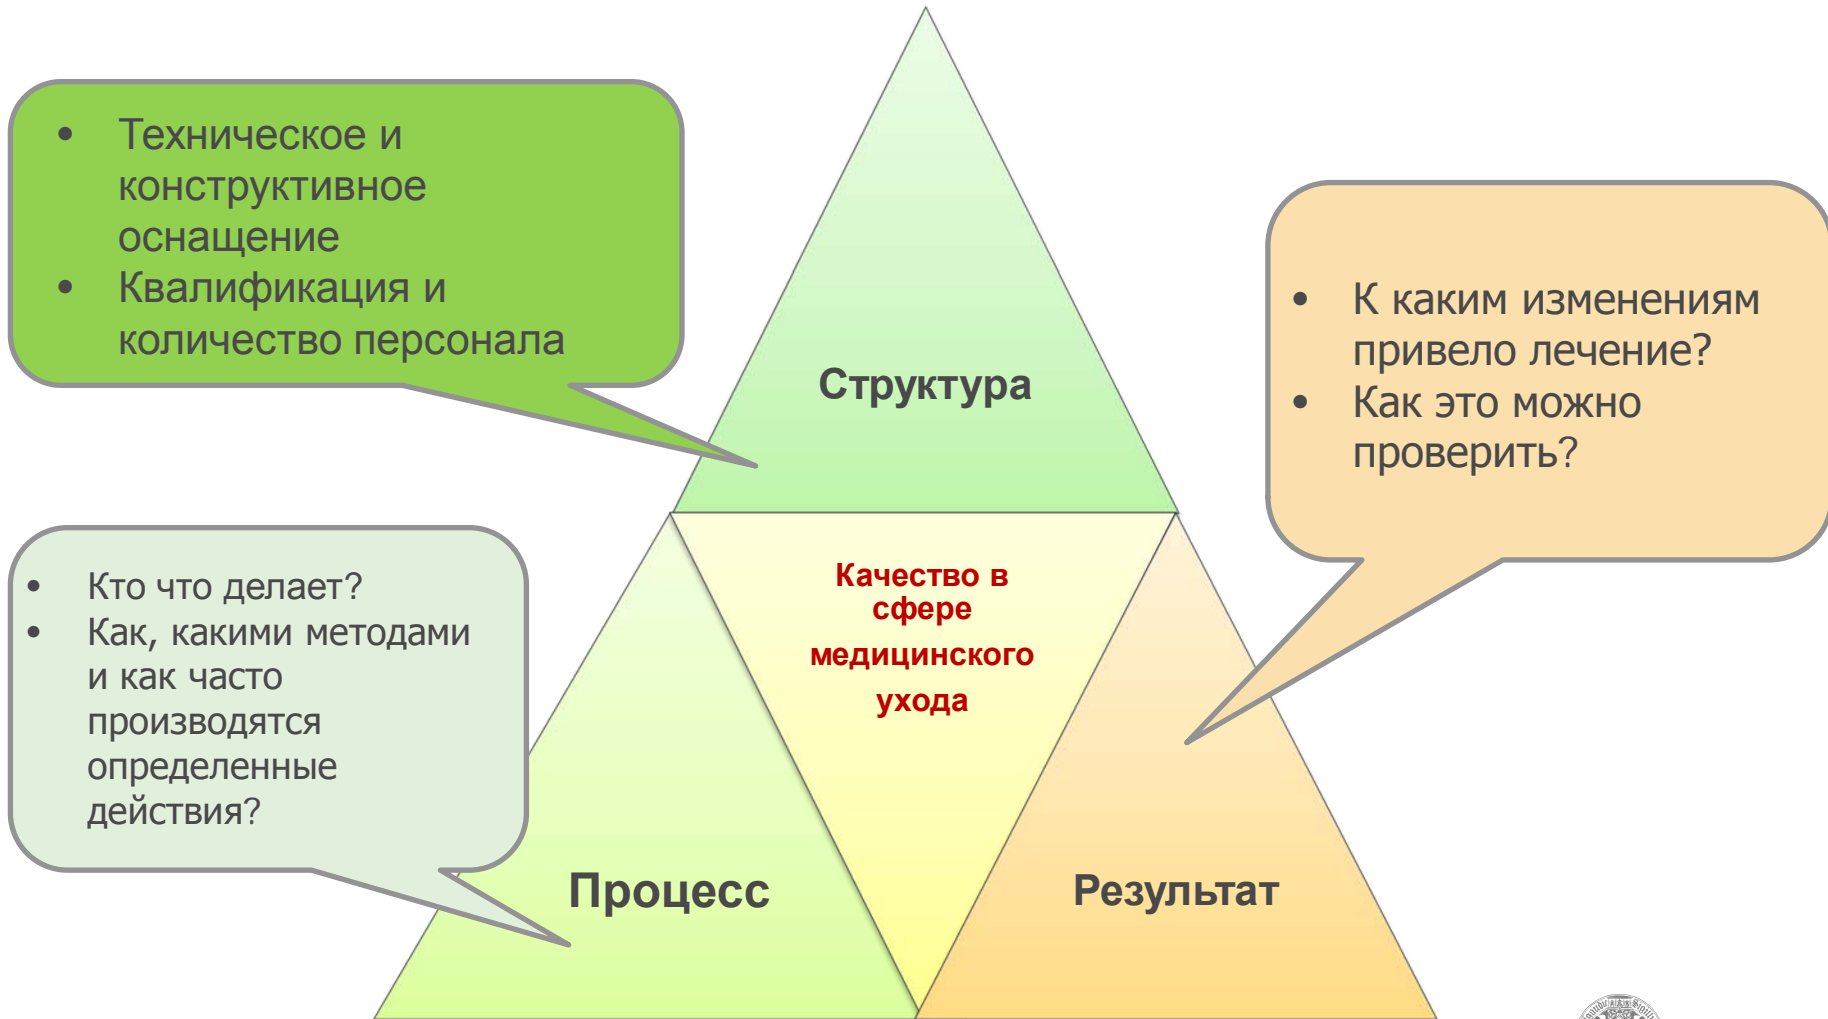 • Техническое и
конструктивное
оснащение
• Квалификация и
количество персонала
Структура
• К каким изменениям
привело лечение?
• Как это можно
проверить?
• Кто что делает?
• Как, какими методами
и как часто
производятся
определенные
действия?
Качество в
сфере
медицинского
ухода
Процесс
Результат